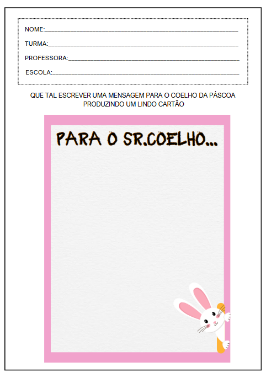 NOME:
TURMA:
PROFESSORA:
ESCOLA:
QUE TAL ESCREVER UMA MENSAGEM PARA O COELHO DA PÁSCOA
PRODUZINDO UM LINDO CARTÃO
PARA O SR.COELHO...